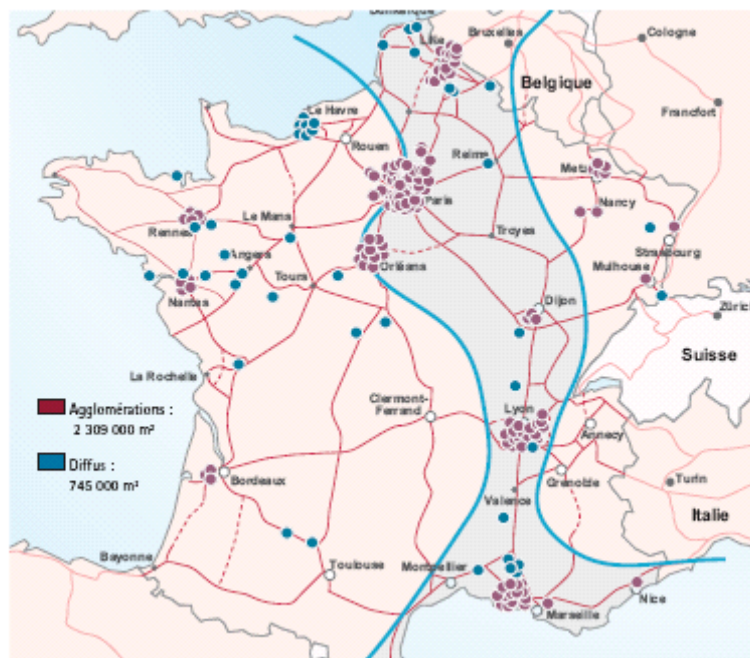 Dunkerque
Lille
Bruxelles
Cologne
Belgique
Francfort
Le Havre
Rouen
Reims
Metz
Paris
Nancy
Rennes
Le Mans
Troyes
Strasbourg
Angers
Orléans
Mulhouse
Nantes
Tours
Dijon
Zürich
Suisse
La Rochelle
Clermont-
Ferrand
Lyon
Annecy
Agglomérations :
2 309 000 m²
Diffus :
745 000 m²
Bordeaux
Grenoble
Turin
Valence
Italie
Bayonne
Toulouse
Montpellier
Nice
Marseille